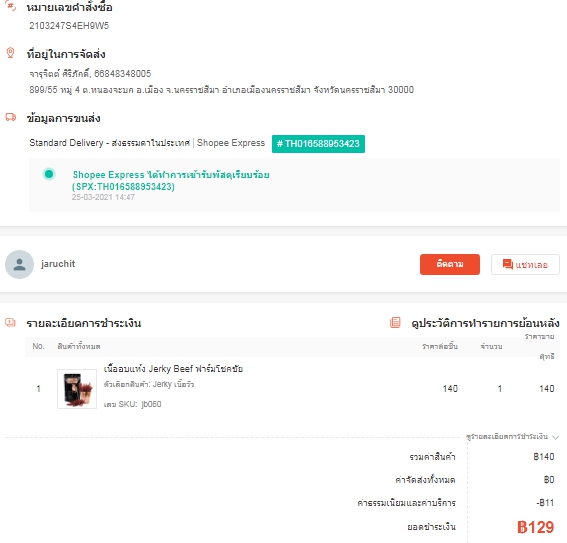 หมายเลขคำสั่งซื้อ
2103247S4EH9W5
ที่อยู่ในการจัดส่ง
จารุจิตต์ ศิริภักดิ์, 66848348005
899/55 หมู่ 4 ต.หนองจะบก อ.เมือง จ.นครราชสีมา อำเภอเมืองนครราชสีมา จังหวัดนครราชสีมา 30000
ข้อมูลการขนส่ง
Standard Delivery - ส่งธรรมดาในประเทศ | Shopee Express # TH016588953423
Shopee Express ได้ทำการเข้ารับพัสดุเรียบร้อย
(SPX:TH016588953423)
25-03-2021 14:47
jaruchit ติดตาม แชทเลย
รายละเอียดการชำระเงิน ดูประวัติการทำรายการย้อนหลัง
No. สินค้าทั้งหมด ราคาต่อชิ้น จำนวน ราคาขายสุทธิ
1 เนื้ออบแห้ง Jerky Beef ฟาร์มโชคชัย 140 1 140
ตัวเลือกสินค้า: Jerky เนื้อวัว
เลข SKU: jb060
ดูรายละเอียดการชำระเงิน
รวมค่าสินค้า ฿140
ค่าจัดส่งทั้งหมด ฿0
ค่าธรรมเนียมและค่าบริการ -฿11
ยอดชำระเงิน ฿129